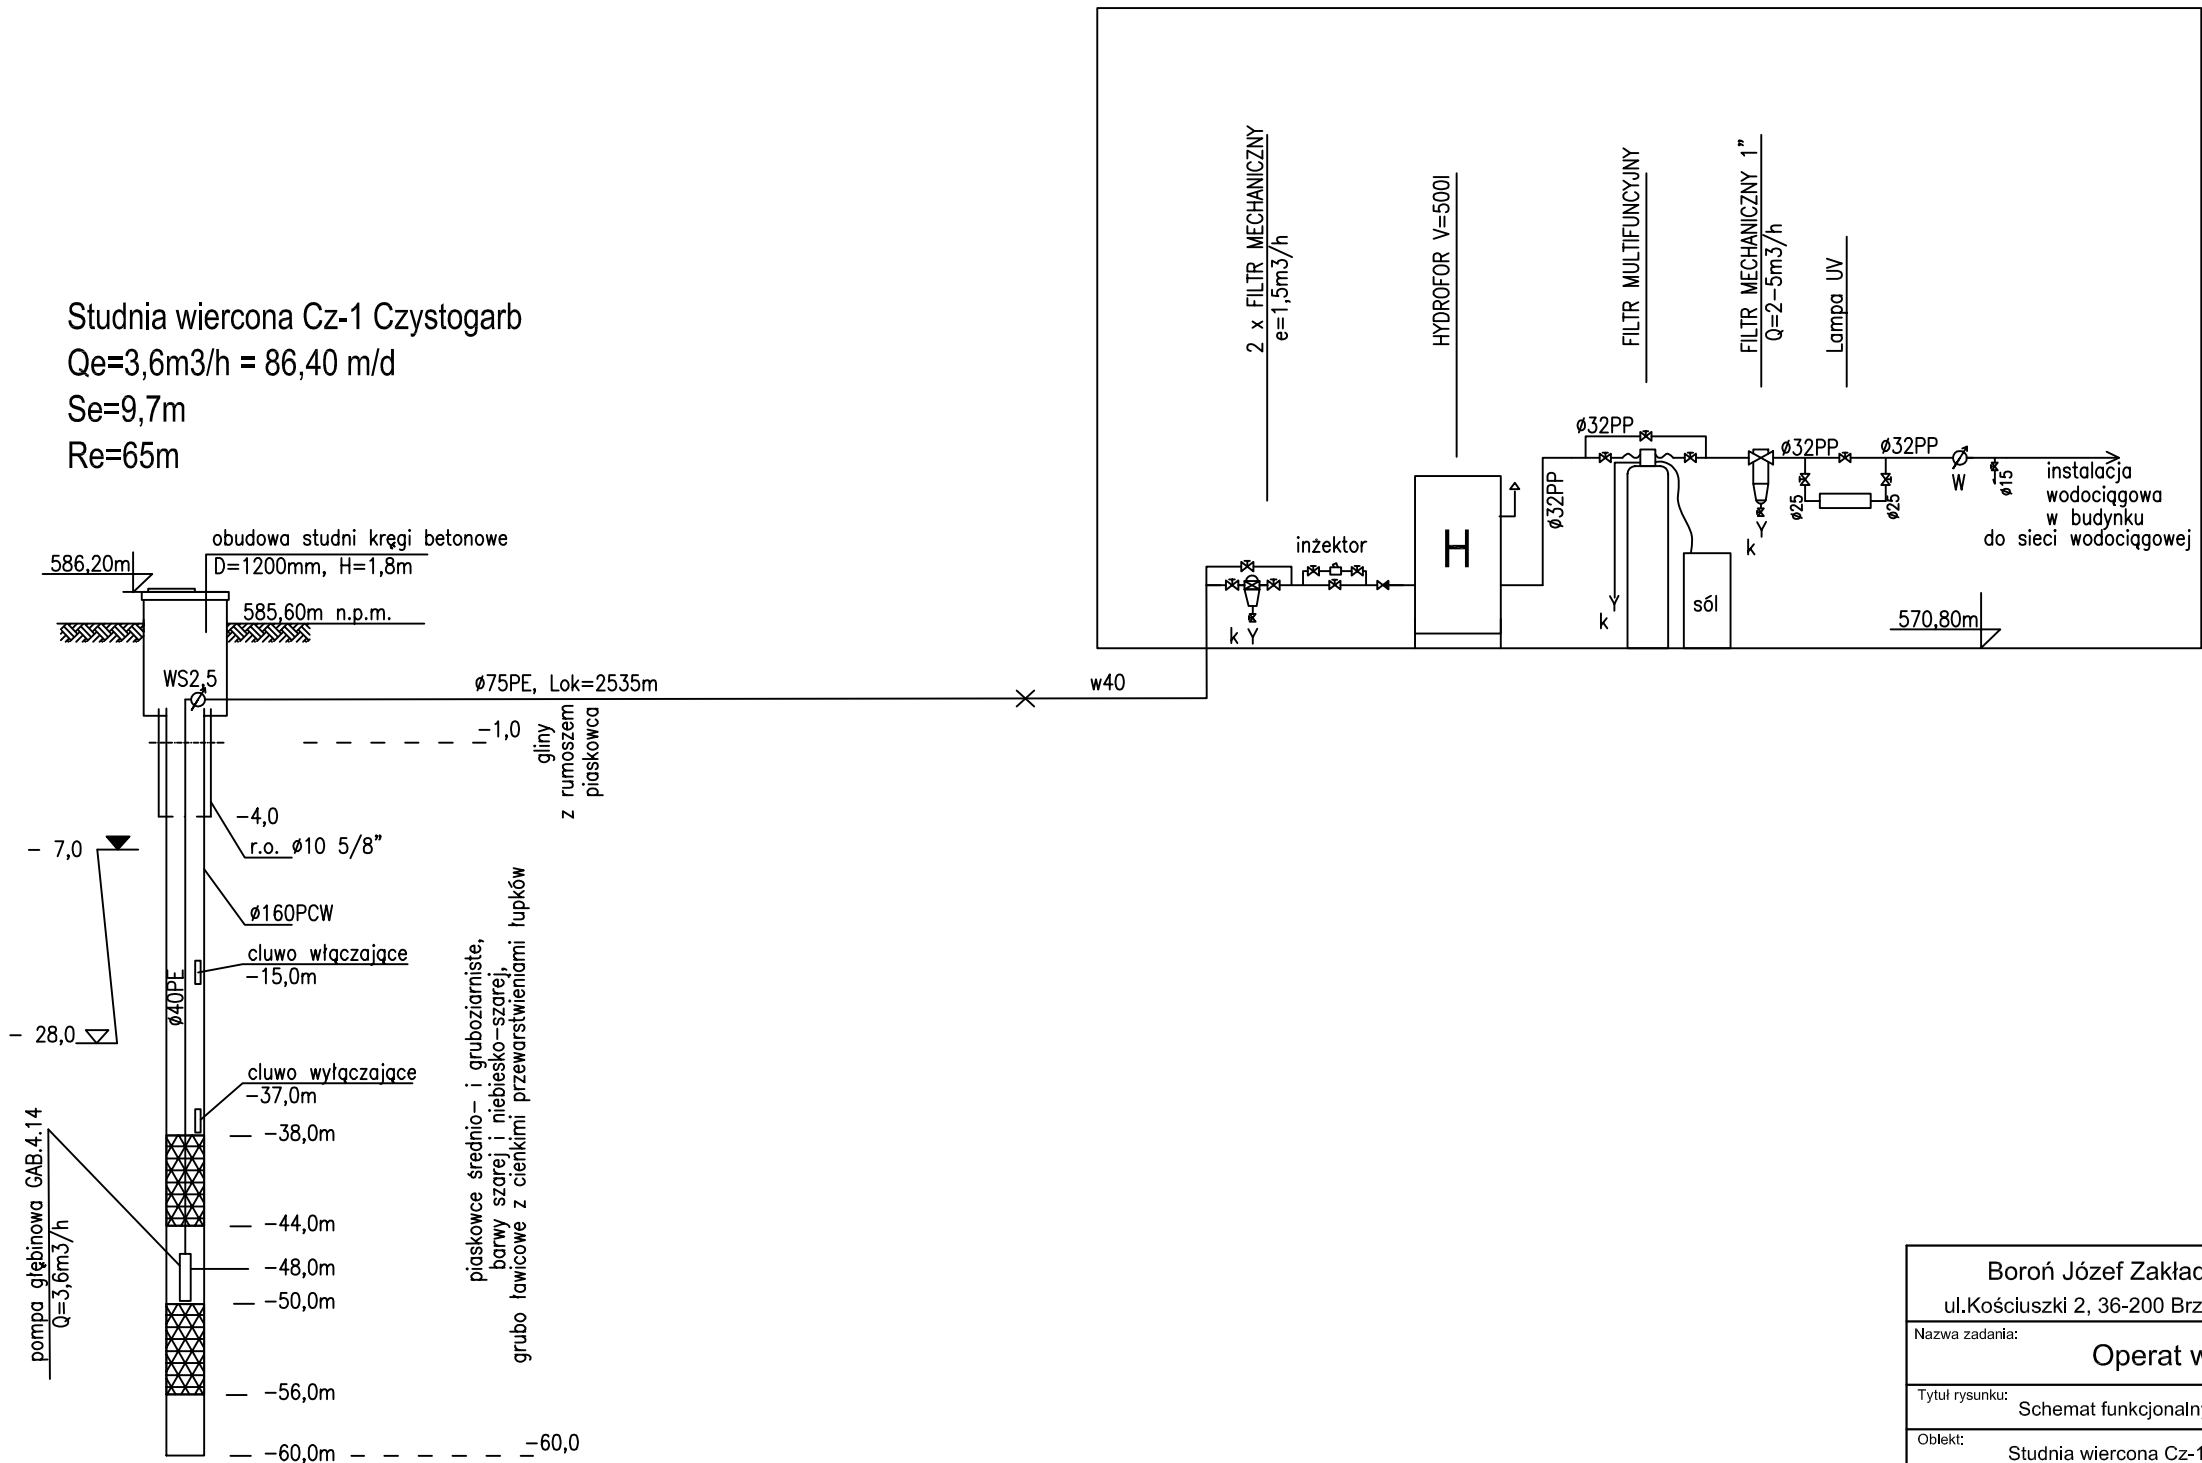 Studnia wiercona Cz-1 Czystogarb
Qe=3,6m3/h = 86,40 m/d
Se=9,7m
Re=65m
obudowa studni kręgi betonowe
D=1200mm, H=1,8m
586,20m
585,60m n.p.m.
WS2,5
ø75PE, Lok=2535m
w40
-1,0
gliny
z rumoszem
piaskowca
-4,0
r.o. ø10 5/8"
- 7,0
ø160PCW
cluwo włączające
-15,0m
ø40PE
- 28,0
cluwo wyłączające
-37,0m
-38,0m
-44,0m
-48,0m
-50,0m
-56,0m
-60,0m
-60,0
pompa głębinowa GAB.4.14
Q=3,6m3/h
piaskowce średnio- i gruboziarniste,
barwy szarej i niebiesko-szarej,
grubo ławicowe z cienkimi przewarstwieniami łupków
2 x FILTR MECHANICZNY
e=1,5m3/h
HYDROFOR V=500l
FILTR MULTIFUNCYJNY
FILTR MECHANICZNY 1"
Q=2-5m3/h
Lampa UV
inżektor
k
H
ø32PP
ø32PP
k
sól
k
ø32PP
ø32PP
ø25
ø25
W
ø15
instalacja
wodociągowa
w budynku
do sieci wodociągowej
570,80m
Boroń Józef Zakład
ul.Kościuszki 2, 36-200 Brz
Nazwa zadania:
Operat w
Tytuł rysunku:
Schemat funkcjonalny
Obiekt:
Studnia wiercona Cz-1